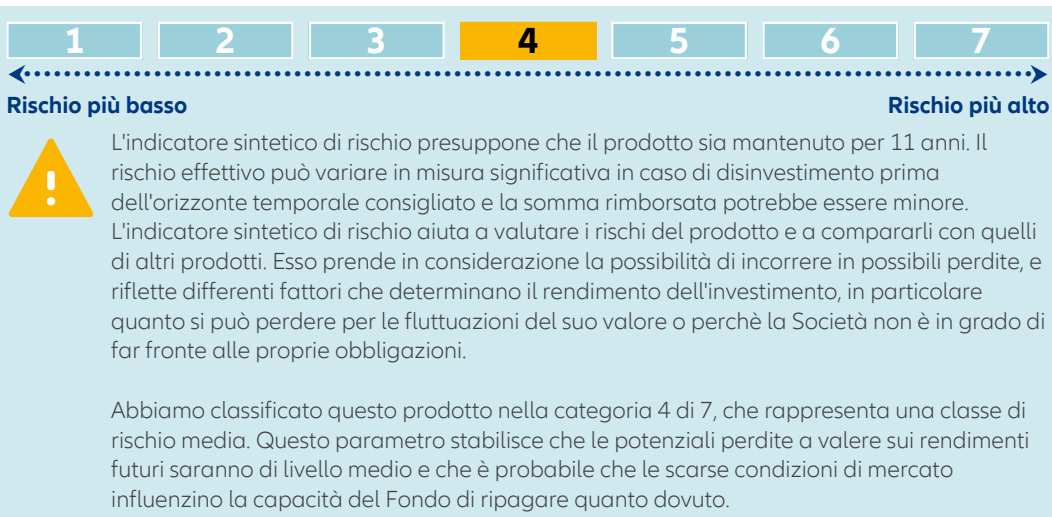 1 2 3 4 5 6 7
Rischio più basso Rischio più alto
L'indicatore sintetico di rischio presuppone che il prodotto sia mantenuto per 11 anni. Il
rischio effettivo può variare in misura significativa in caso di disinvestimento prima
dell'orizzonte temporale consigliato e la somma rimborsata potrebbe essere minore.
L'indicatore sintetico di rischio aiuta a valutare i rischi del prodotto e a compararli con quelli
di altri prodotti. Esso prende in considerazione la possibilità di incorrere in possibili perdite, e
riflette differenti fattori che determinano il rendimento dell'investimento, in particolare
quanto si può perdere per le fluttuazioni del suo valore o perchè la Società non è in grado di
far fronte alle proprie obbligazioni.
Abbiamo classificato questo prodotto nella categoria 4 di 7, che rappresenta una classe di
rischio media. Questo parametro stabilisce che le potenziali perdite a valere sui rendimenti
futuri saranno di livello medio e che è probabile che le scarse condizioni di mercato
influenzino la capacità del Fondo di ripagare quanto dovuto.